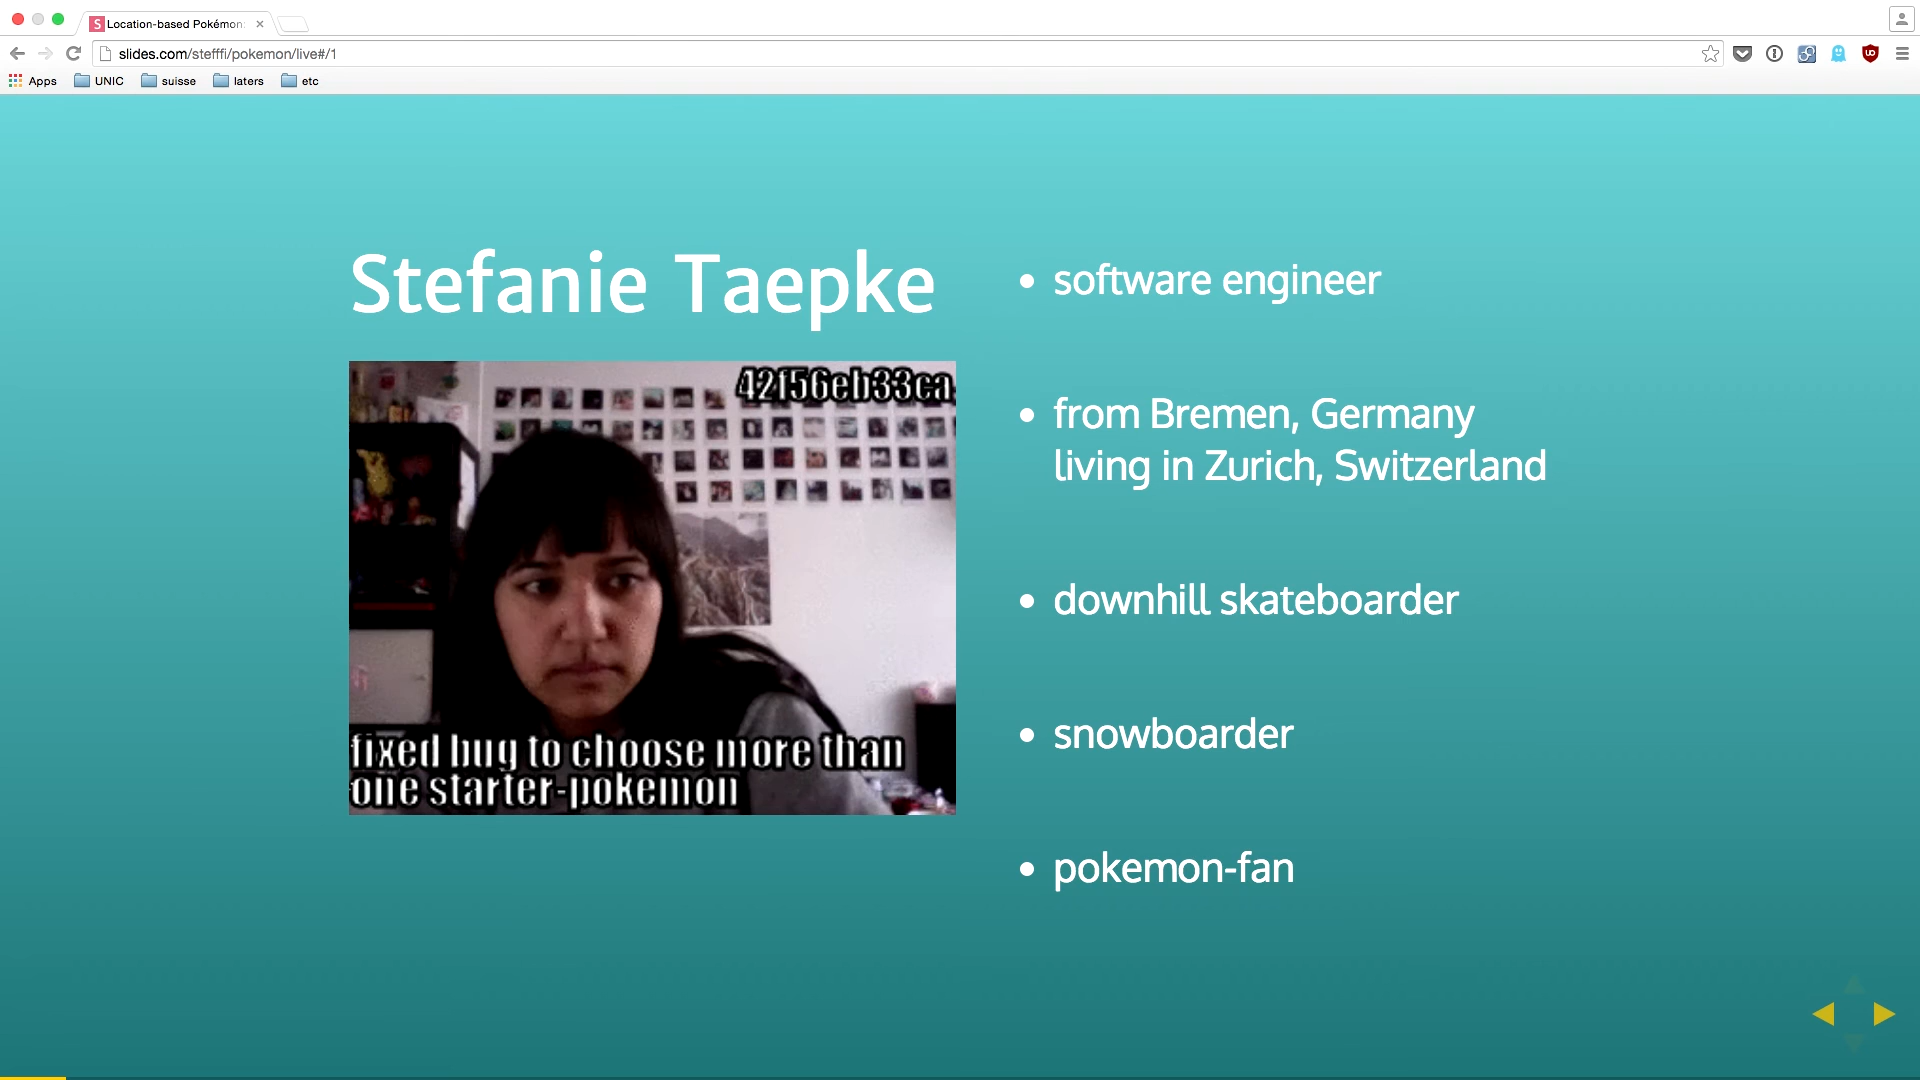 Location-based Pokémon
slides.com/stefffi/pokemon/live#/1
Apps
UNIC
suisse
laters
etc
Stefanie Taepke
42f56eb33ca
fixed bug to choose more than
one starter-pokemon
• software engineer
• from Bremen, Germany
living in Zurich, Switzerland
• downhill skateboarder
• snowboarder
• pokemon-fan